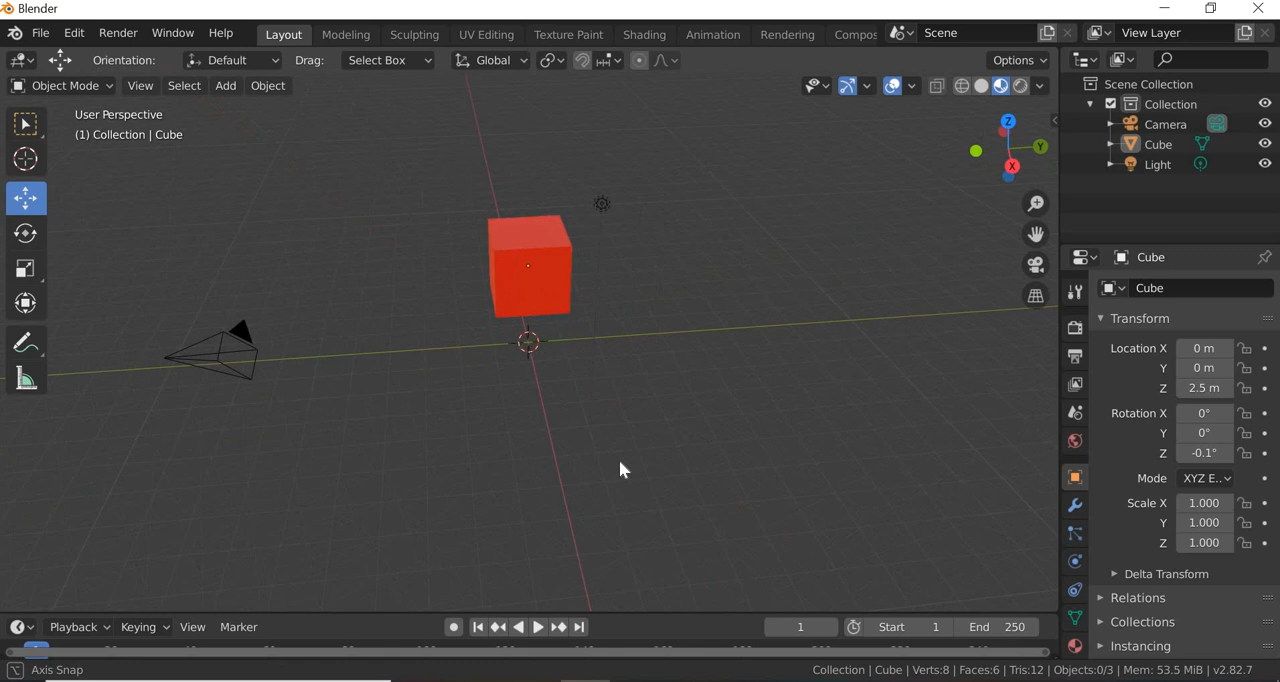 Blender
File Edit Render Window Help Layout Modeling Sculpting UV Editing Texture Paint Shading Animation Rendering Compos Scene View Layer
Orientation: Default Drag: Select Box Global Options
Object Mode View Select Add Object
User Perspective
(1) Collection | Cube
Z
Y
X
Scene Collection
Collection
Camera
Cube
Light
Cube
Cube
Transform
Location X 0 m
Y 0 m
Z 2.5 m
Rotation X 0°
Y 0°
Z -0.1°
Mode XYZ E..
Scale X 1.000
Y 1.000
Z 1.000
Delta Transform
Relations
Collections
Instancing
Playback Keying View Marker 1 Start 1 End 250
Axis Snap Collection | Cube | Verts:8 | Faces:6 | Tris:12 | Objects:0/3 | Mem: 53.5 MiB | v2.82.7